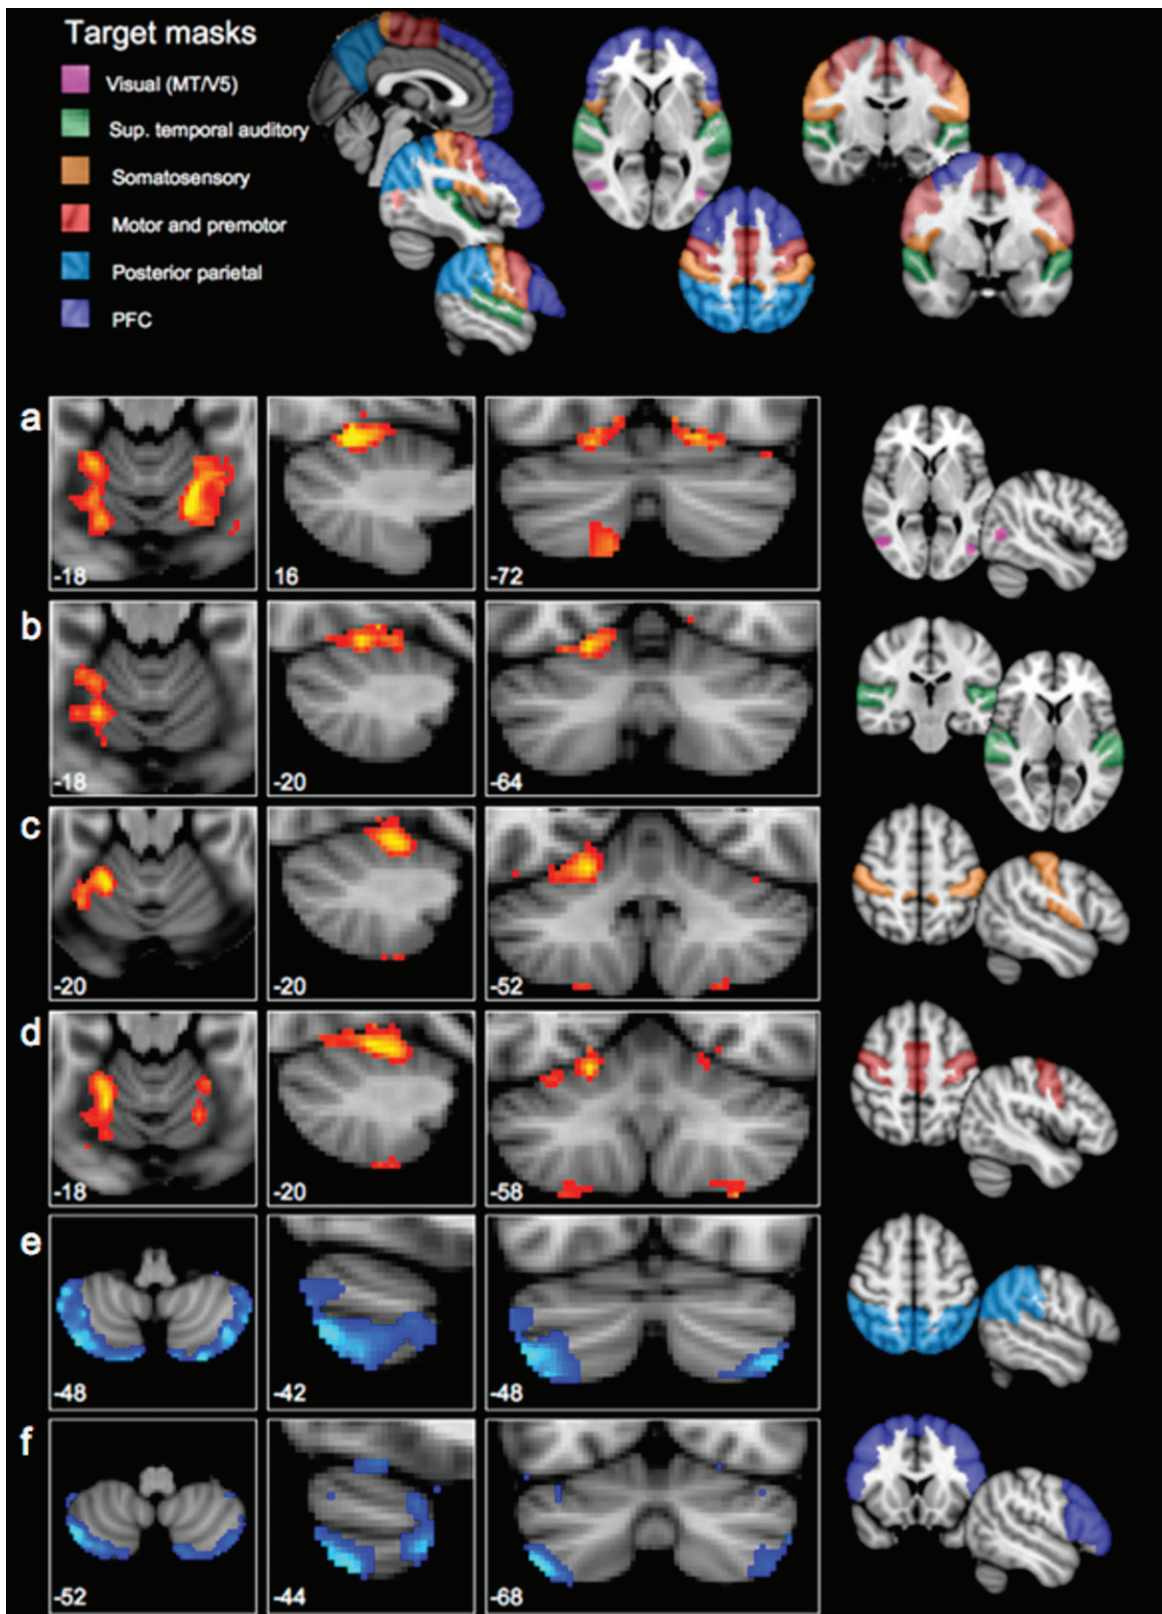 Target masks
Visual (MT/V5)
Sup. temporal auditory
Somatosensory
Motor and premotor
Posterior parietal
PFC
a
-18
16
-72
b
-18
-20
-64
c
-20
-20
-52
d
-18
-20
-58
e
-48
-42
-48
f
-52
-44
-68